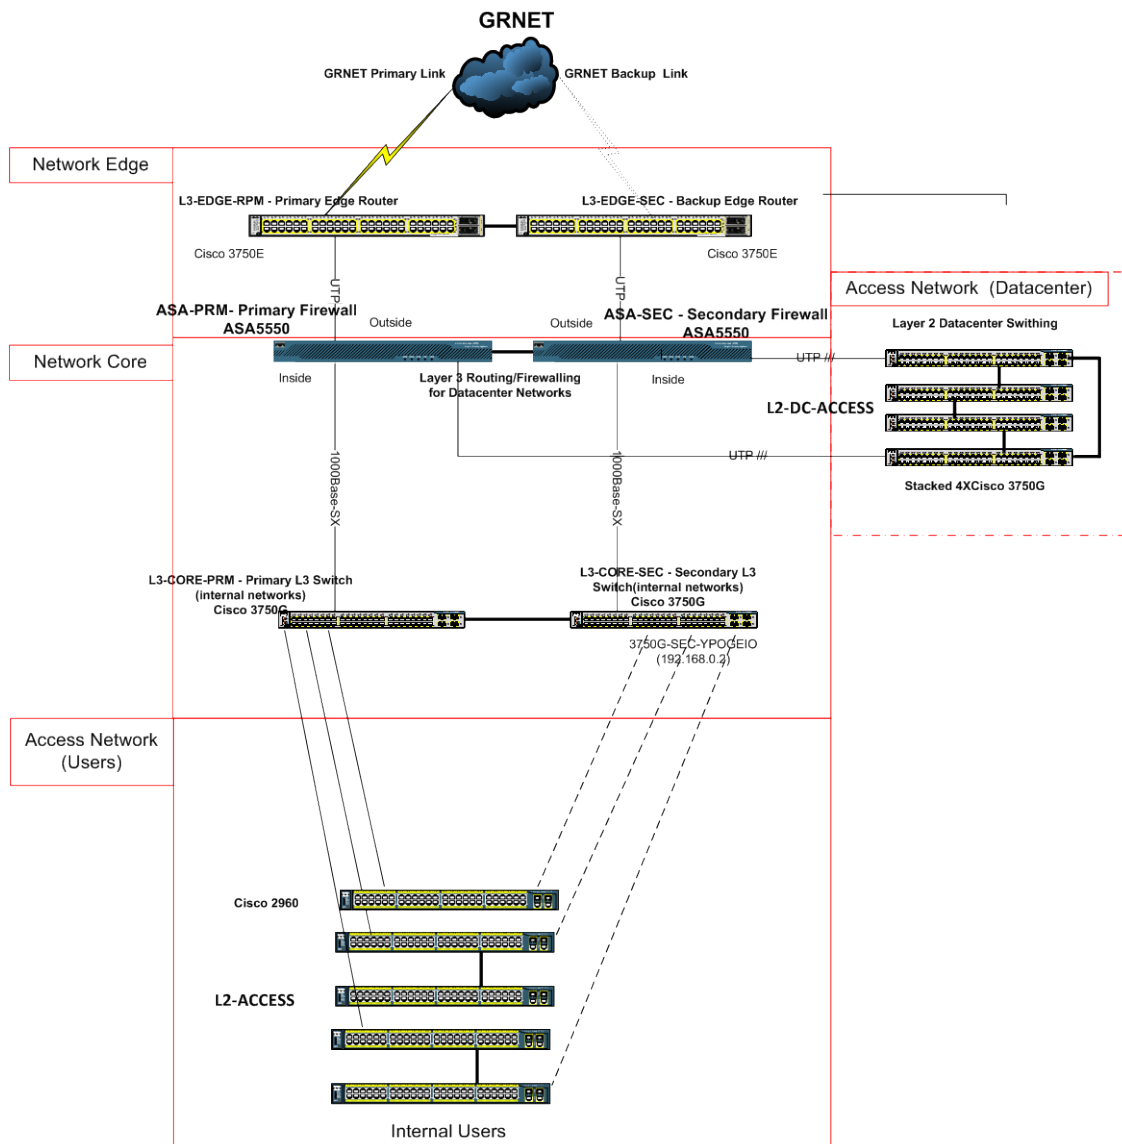 GRNET
GRNET Primary Link
GRNET Backup Link
Network Edge
L3-EDGE-RPM - Primary Edge Router
L3-EDGE-SEC - Backup Edge Router
Cisco 3750E
Cisco 3750E
UTP
UTP
Access Network (Datacenter)
ASA-PRM- Primary Firewall
ASA5550
Outside
Outside
ASA-SEC - Secondary Firewall
ASA5550
Layer 2 Datacenter Swithing
Network Core
Inside
Layer 3 Routing/Firewalling
for Datacenter Networks
Inside
UTP ///
L2-DC-ACCESS
UTP ///
Stacked 4XCisco 3750G
1000Base-SX
1000Base-SX
L3-CORE-PRM - Primary L3 Switch
(internal networks)
Cisco 3750G
L3-CORE-SEC - Secondary L3
Switch(internal networks)
Cisco 3750G
3750G-SEC-YPOGEIO
(192.168.0.2)
Access Network
(Users)
Cisco 2960
L2-ACCESS
Internal Users